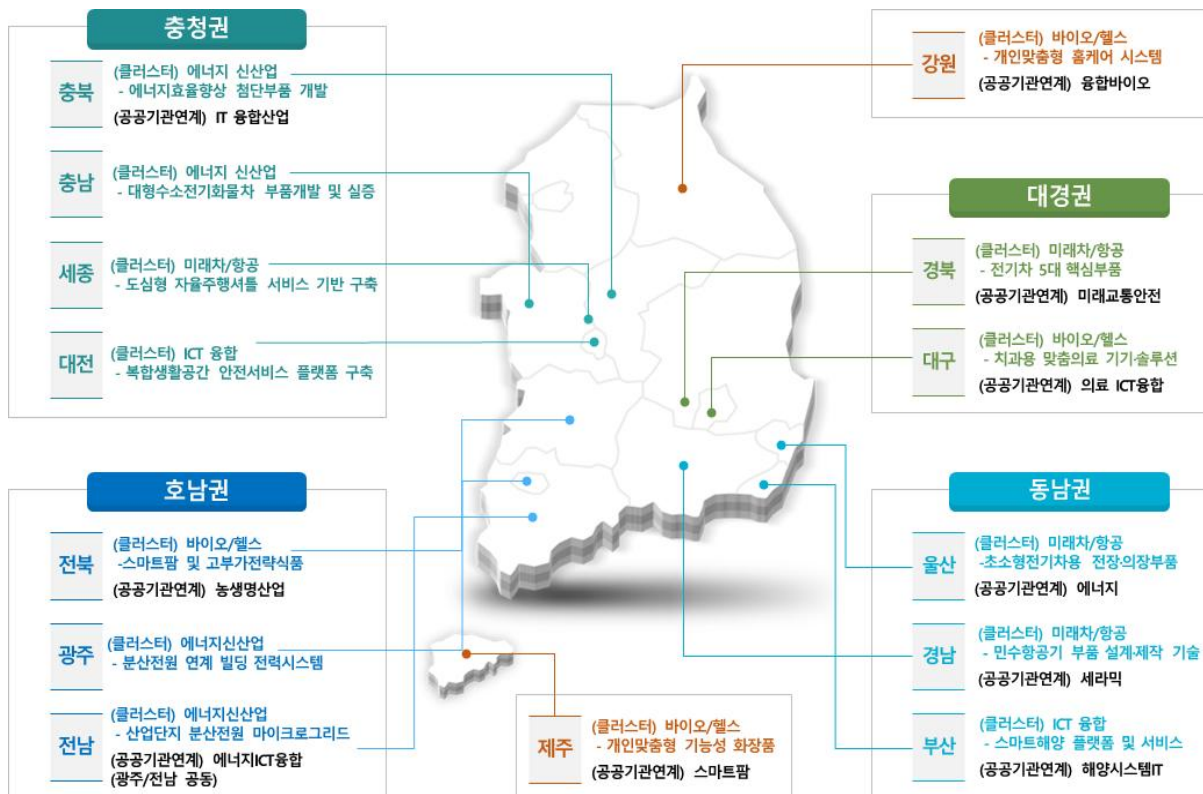 충청권
충북
(클러스터) 에너지 신산업
- 에너지효율향상 첨단부품 개발
(공공기관연계) IT 융합산업
충남
(클러스터) 에너지 신산업
- 대형수소전기화물차 부품개발 및 실증
세종
(클러스터) 미래차/항공
- 도심형 자율주행셔틀 서비스 기반 구축
대전
(클러스터) ICT 융합
- 복합생활공간 안전서비스 플랫폼 구축
강원
(클러스터) 바이오/헬스
- 개인맞춤형 홈케어 시스템
(공공기관연계) 융합바이오
대경권
경북
(클러스터) 미래차/항공
- 전기차 5대 핵심부품
(공공기관연계) 미래교통안전
대구
(클러스터) 바이오/헬스
- 치과용 맞춤의료 기기·솔루션
(공공기관연계) 의료 ICT융합
호남권
전북
(클러스터) 바이오/헬스
-스마트팜 및 고부가전략식품
(공공기관연계) 농생명산업
광주
(클러스터) 에너지신산업
- 분산전원 연계 빌딩 전력시스템
전남
(클러스터) 에너지신산업
- 산업단지 분산전원 마이크로그리드
(공공기관연계) 에너지ICT융합
(광주/전남 공동)
제주
(클러스터) 바이오/헬스
- 개인맞춤형 기능성 화장품
(공공기관연계) 스마트팜
동남권
울산
(클러스터) 미래차/항공
-초소형전기차용 전장·의장부품
(공공기관연계) 에너지
경남
(클러스터) 미래차/항공
- 민수항공기 부품 설계·제작 기술
(공공기관연계) 세라믹
부산
(클러스터) ICT 융합
- 스마트해양 플랫폼 및 서비스
(공공기관연계) 해양시스템IT